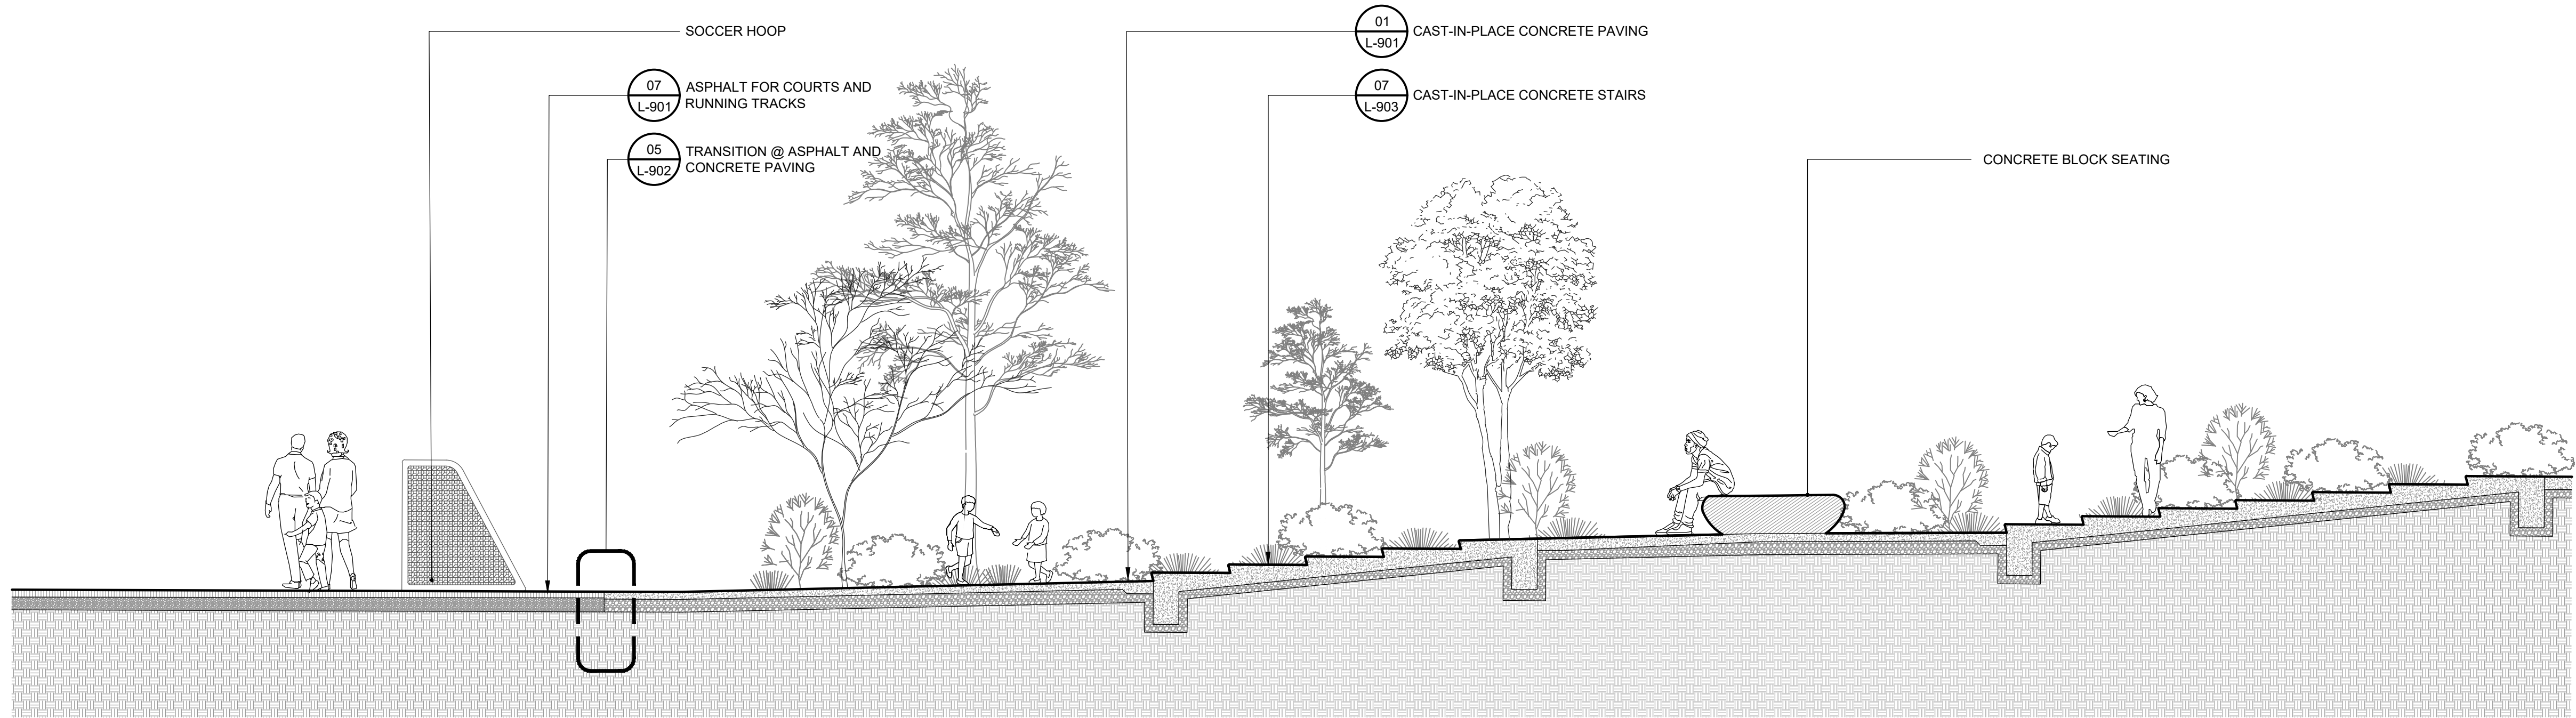 SOCCER HOOP
07
L-901
ASPHALT FOR COURTS AND
RUNNING TRACKS
05
L-902
TRANSITION @ ASPHALT AND
CONCRETE PAVING
01
L-901
CAST-IN-PLACE CONCRETE PAVING
07
L-903
CAST-IN-PLACE CONCRETE STAIRS
CONCRETE BLOCK SEATING